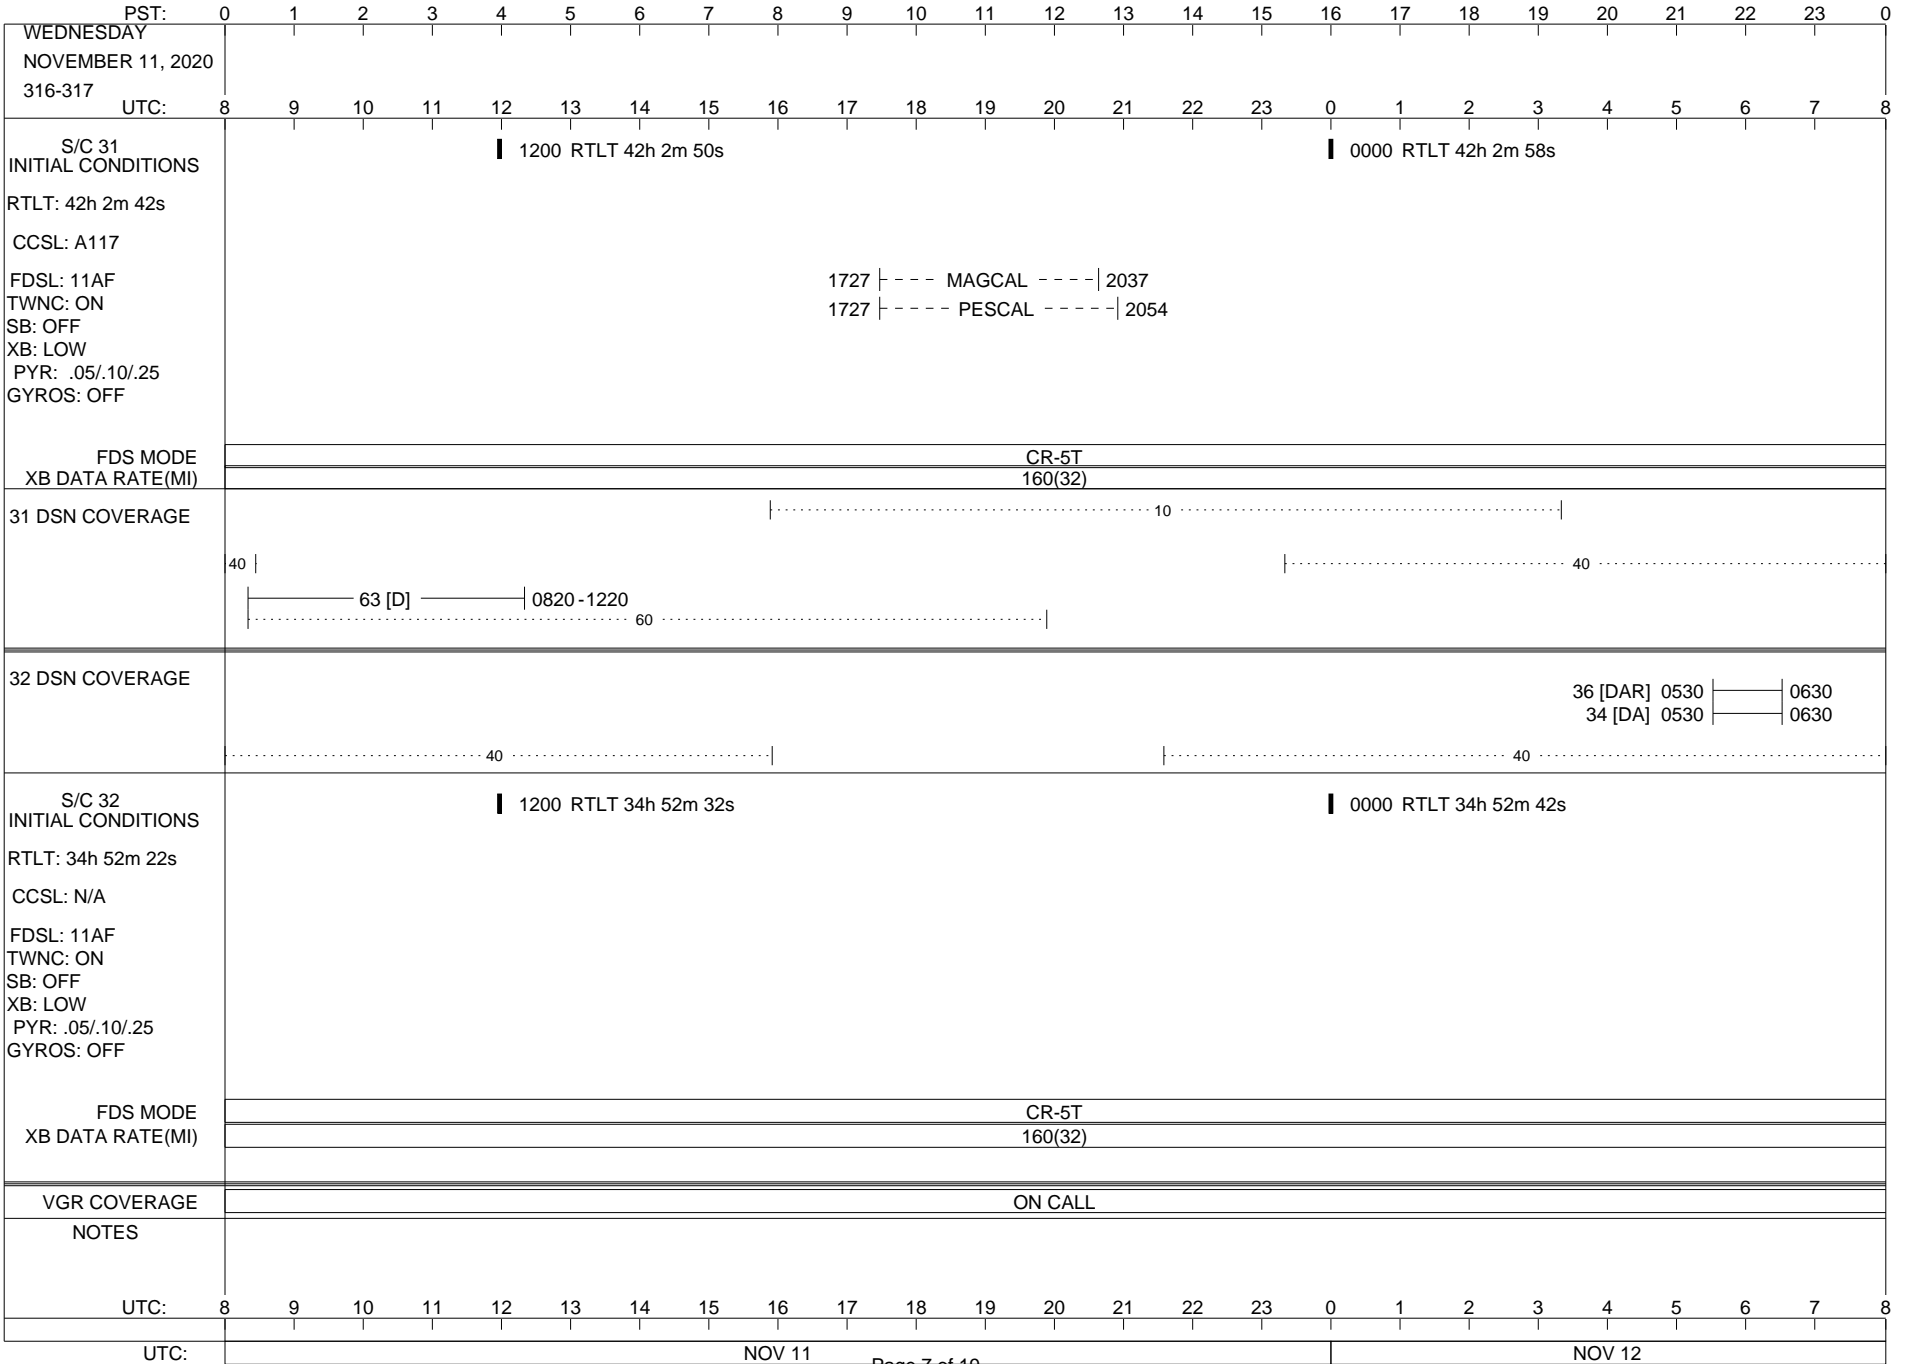 PST: 0 1 2 3 4 5 6 7 8 9 10 11 12 13 14 15 16 17 18 19 20 21 22 23 0
WEDNESDAY
NOVEMBER 11, 2020
316-317
UTC: 8 9 10 11 12 13 14 15 16 17 18 19 20 21 22 23 0 1 2 3 4 5 6 7 8
S/C 31
INITIAL CONDITIONS
1200 RTLT 42h 2m 50s
0000 RTLT 42h 2m 58s
RTLT: 42h 2m 42s
CCSL: A117
FDSL: 11AF
1727 MAGCAL 2037
TWNC: ON
1727 PESCAL 2054
SB: OFF
XB: LOW
PYR: .05/.10/.25
GYROS: OFF
FDS MODE CR-5T
XB DATA RATE(MI) 160(32)
31 DSN COVERAGE
10
40
40
63 [D] 0820-1220
60
32 DSN COVERAGE
36 [DAR] 0530 0630
34 [DA] 0530 0630
40
40
S/C 32
INITIAL CONDITIONS
1200 RTLT 34h 52m 32s
0000 RTLT 34h 52m 42s
RTLT: 34h 52m 22s
CCSL: N/A
FDSL: 11AF
TWNC: ON
SB: OFF
XB: LOW
PYR: .05/.10/.25
GYROS: OFF
FDS MODE CR-5T
XB DATA RATE(MI) 160(32)
VGR COVERAGE ON CALL
NOTES
UTC: 8 9 10 11 12 13 14 15 16 17 18 19 20 21 22 23 0 1 2 3 4 5 6 7 8
UTC: NOV 11 NOV 12